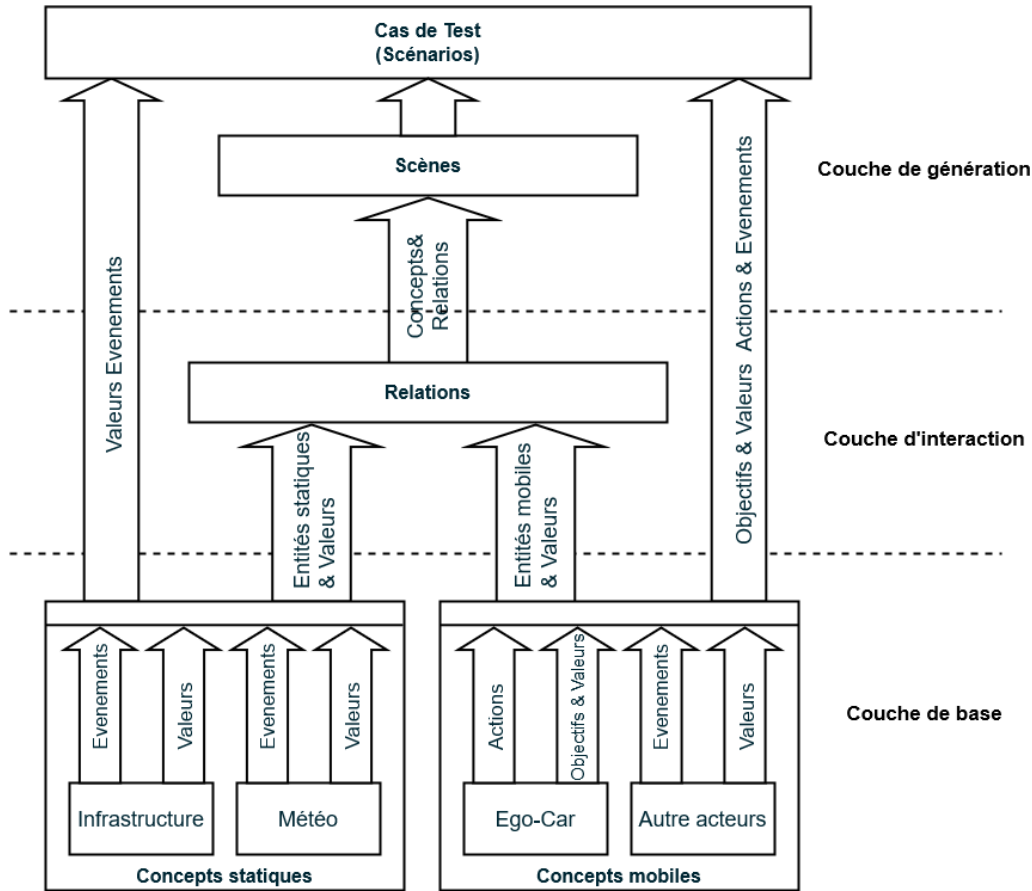 Cas de Test
(Scénarios)
Scènes
Couche de génération
Valeurs Evenements
Concepts&
Relations
Objectifs & Valeurs Actions & Evenements
Relations
Couche d'interaction
Entités statiques
& Valeurs
Entités mobiles
& Valeurs
Evenements
Valeurs
Evenements
Valeurs
Actions
Objectifs & Valeurs
Evenements
Valeurs
Couche de base
Infrastructure
Météo
Ego-Car
Autre acteurs
Concepts statiques
Concepts mobiles